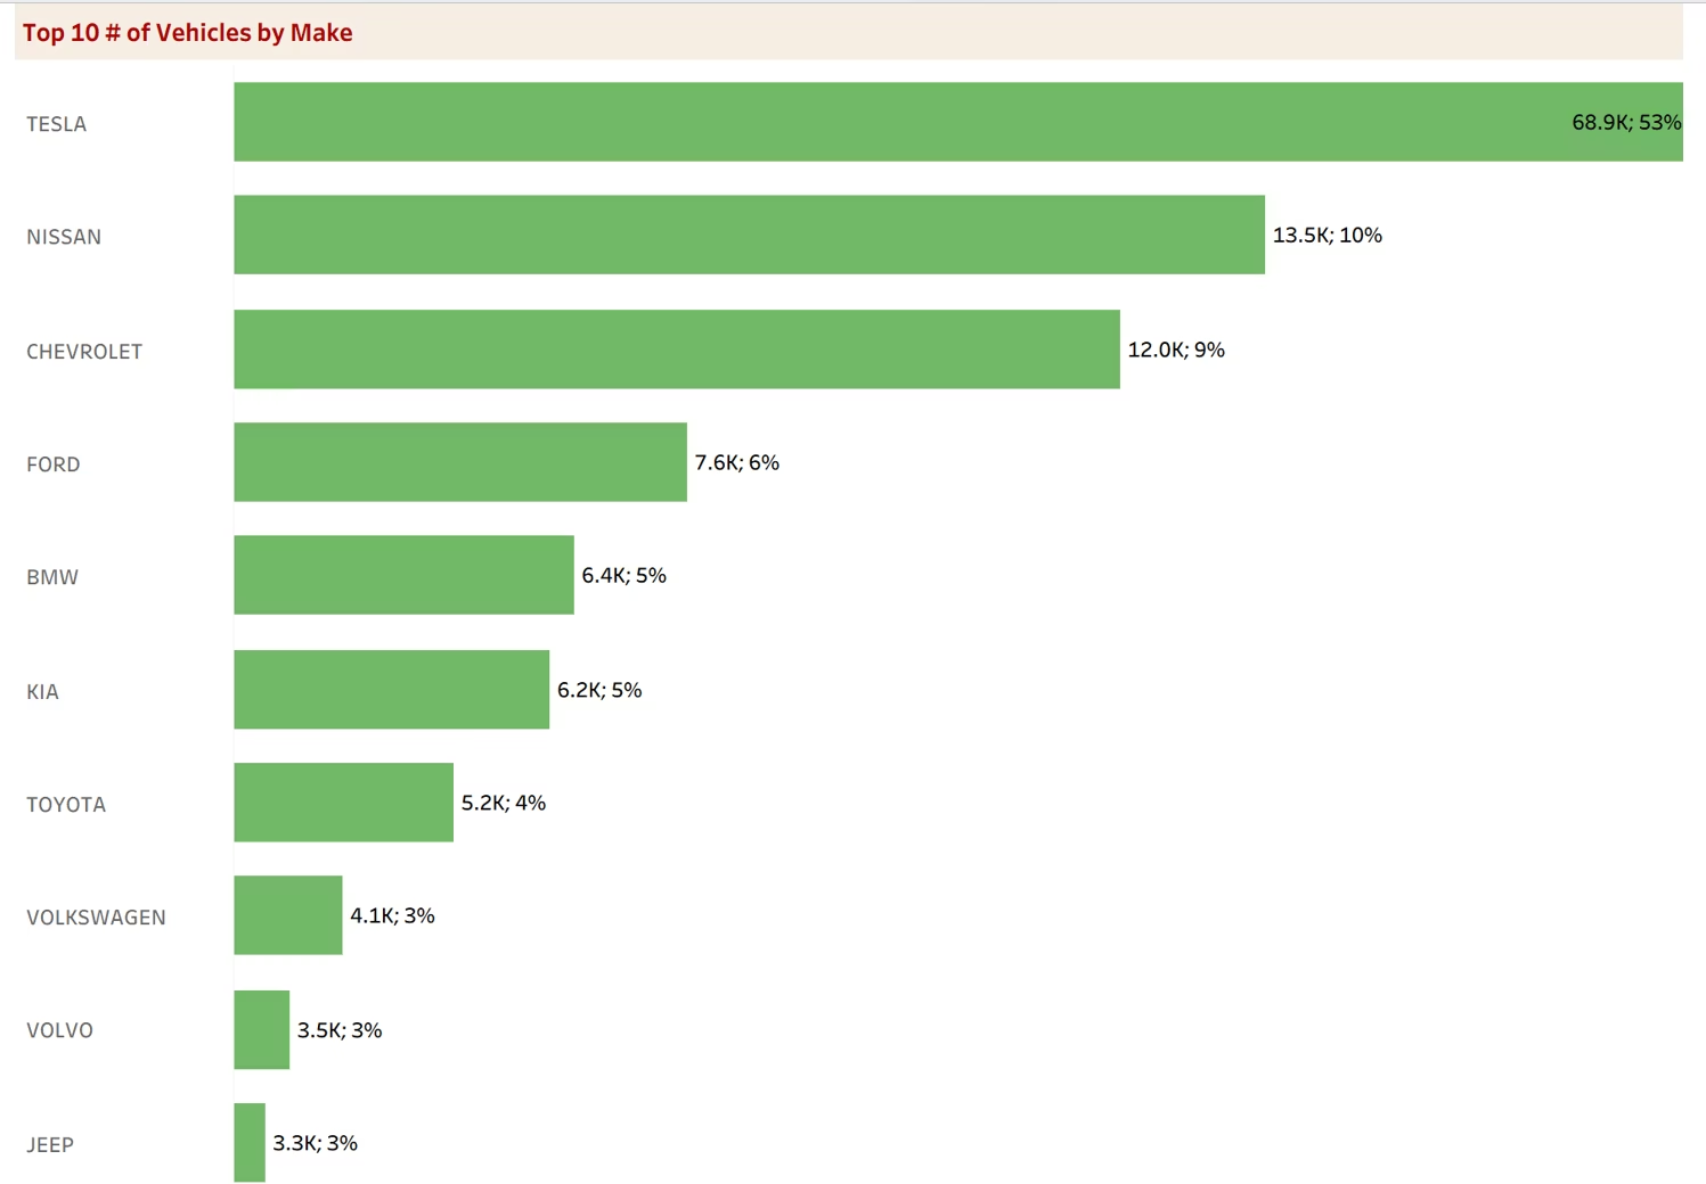 Top 10 # of Vehicles by Make
TESLA 68.9K; 53%
NISSAN 13.5K; 10%
CHEVROLET 12.0K; 9%
FORD 7.6K; 6%
BMW 6.4K; 5%
KIA 6.2K; 5%
TOYOTA 5.2K; 4%
VOLKSWAGEN 4.1K; 3%
VOLVO 3.5K; 3%
JEEP 3.3K; 3%